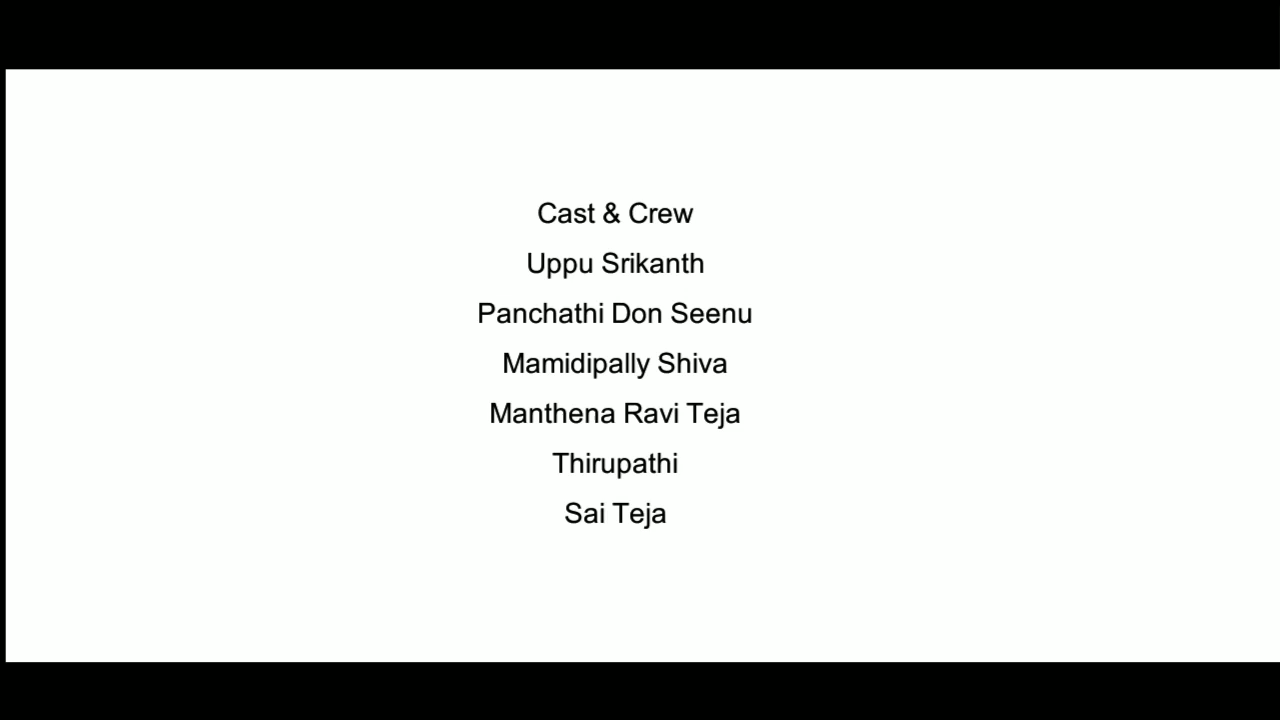 Cast & Crew
Uppu Srikanth
Panchathi Don Seenu
Mamidipally Shiva
Manthena Ravi Teja
Thirupathi
Sai Teja